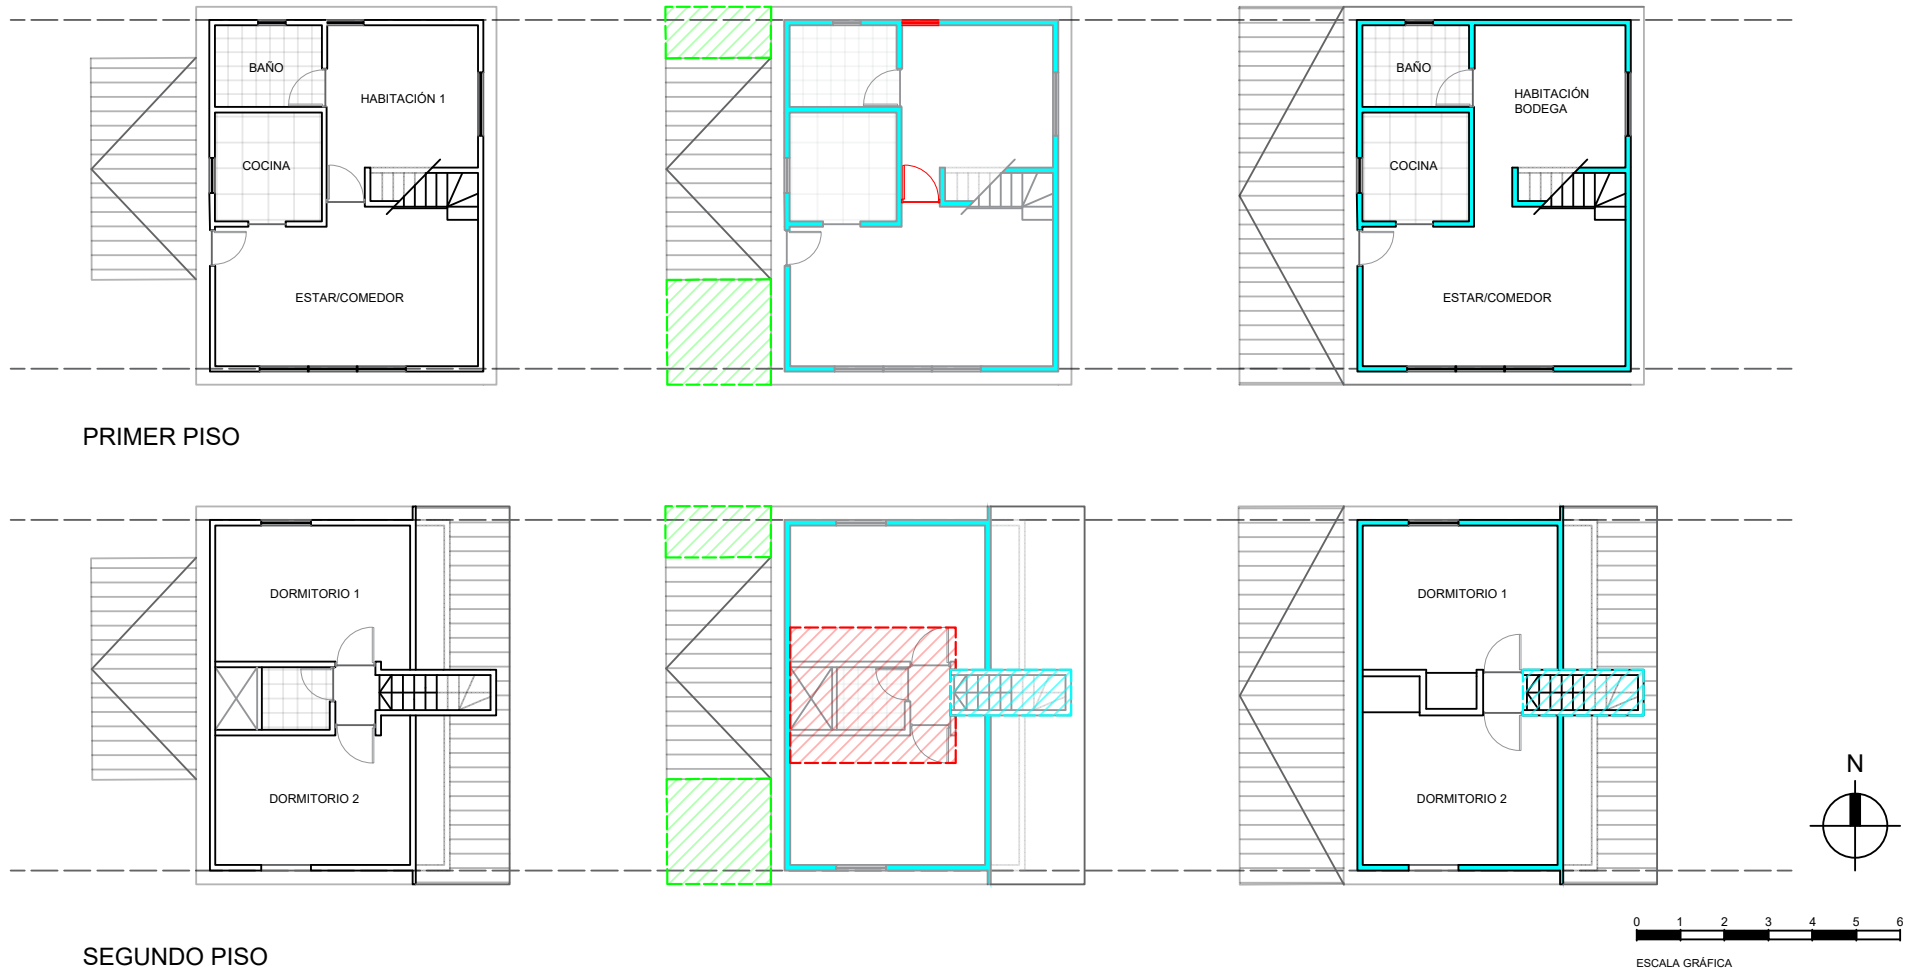 BAÑO
HABITACIÓN 1
COCINA
ESTAR/COMEDOR
BAÑO
HABITACIÓN
BODEGA
COCINA
ESTAR/COMEDOR
PRIMER PISO
DORMITORIO 1
DORMITORIO 2
DORMITORIO 1
DORMITORIO 2
N
SEGUNDO PISO
0 1 2 3 4 5 6
ESCALA GRÁFICA